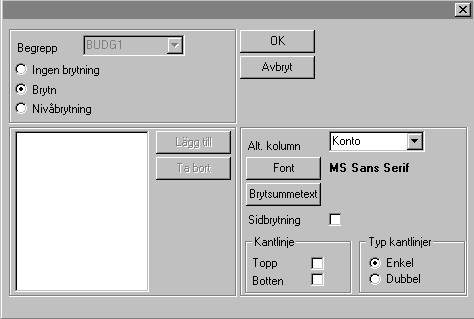 Begrepp
BUDG1
Ingen brytning
Brytn
Nivåbrytning
OK
Avbryt
Lägg till
Ta bort
Alt. kolumn
Konto
Font
MS Sans Serif
Brytsummetext
Sidbrytning
Kantlinje
Topp
Botten
Typ kantlinjer
Enkel
Dubbel